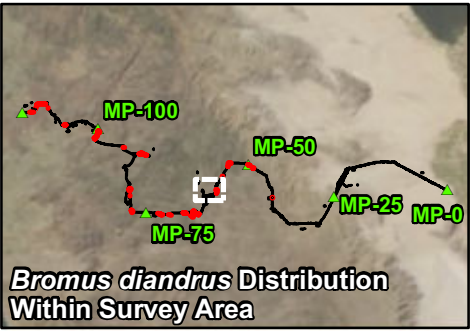 MP-100
MP-50
MP-25
MP-0
MP-75
Bromus diandrus Distribution
Within Survey Area